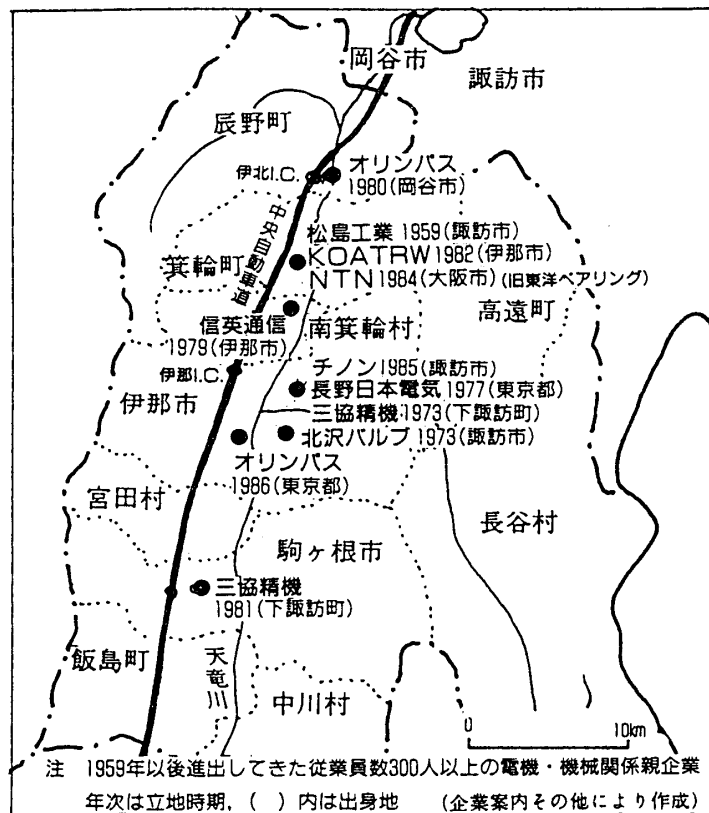 岡谷市
諏訪市
辰野町
伊北I.C.
オリンパス
1980(岡谷市)
中央自動車道
松島工業 1959(諏訪市)
KOATRW 1982(伊那市)
NTN 1984(大阪市)(旧東洋ベアリング)
箕輪町
高遠町
信英通信
1979(伊那市)
南箕輪村
伊那I.C.
チノン 1985(諏訪市)
長野日本電気 1977(東京都)
三協精機 1973(下諏訪町)
北沢バルブ 1973(諏訪市)
伊那市
オリンパス
1986(東京都)
宮田村
長谷村
駒ヶ根市
三協精機
1981(下諏訪町)
飯島町
天竜川
中川村
0 10km
注 1959年以後進出してきた従業員数300人以上の電機・機械関係親企業
年次は立地時期,( )内は出身地 (企業案内その他により作成)